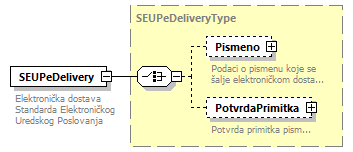 SEUPeDeliveryType
Pismeno
Podaci o pismenu koje se
šalje elektroničkom dosta...
SEUPeDelivery
Elektronička dostava
Standarda Elektroničkog
Uredskog Poslovanja
PotvrdaPrimitka
Potvrda primitka pism...